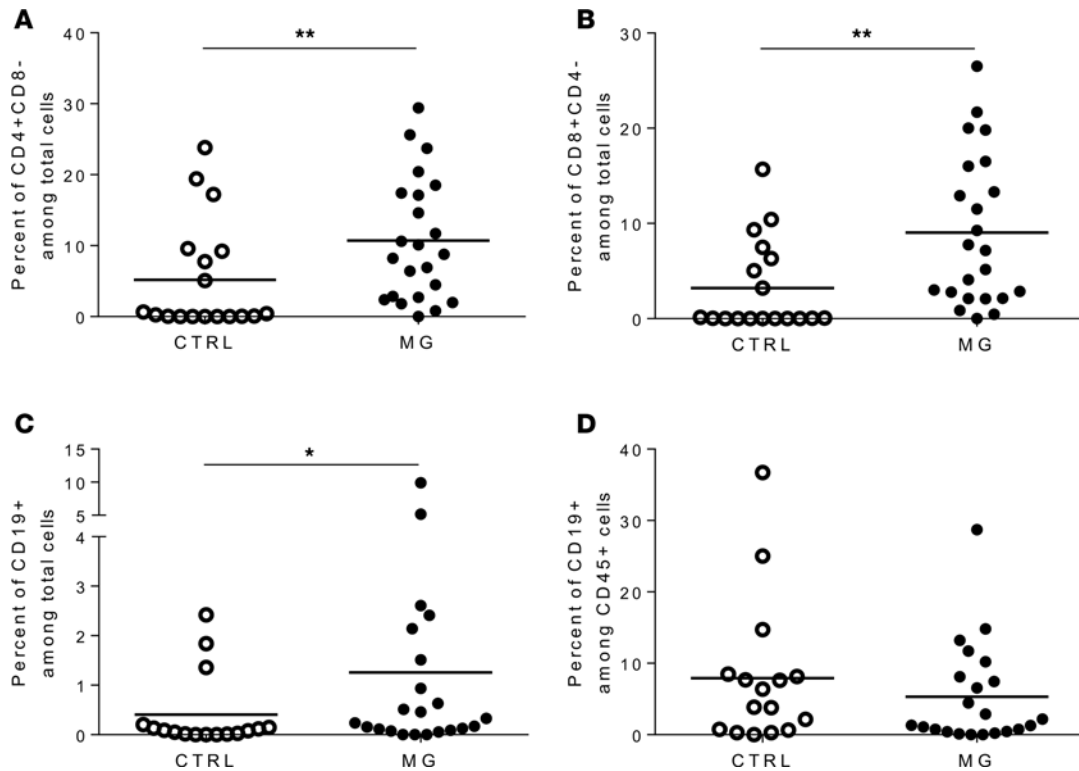 A
Percent of CD4+CD8-
among total cells
40
30
20
10
0
**
CTRL
MG
B
Percent of CD8+CD4-
among total cells
30
20
10
0
**
CTRL
MG
C
Percent of CD19+
among total cells
15
10
5
4
3
2
1
0
*
CTRL
MG
D
Percent of CD19+
among CD45+ cells
40
30
20
10
0
CTRL
MG